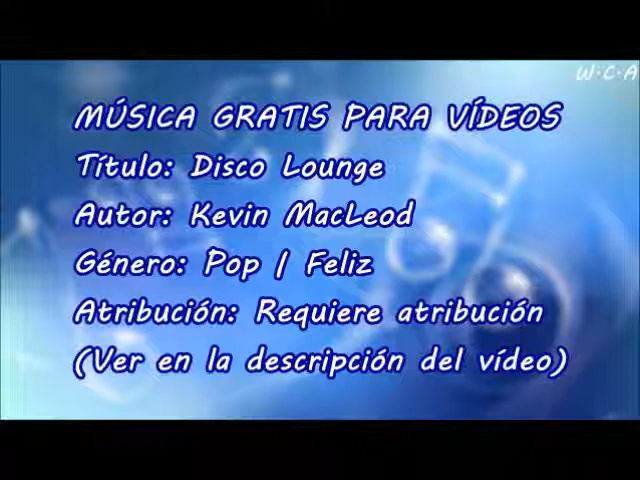 W·C·A
MÚSICA GRATIS PARA VÍDEOS
Título: Disco Lounge
Autor: Kevin MacLeod
Género: Pop / Feliz
Atribución: Requiere atribución
(Ver en la descripción del vídeo)